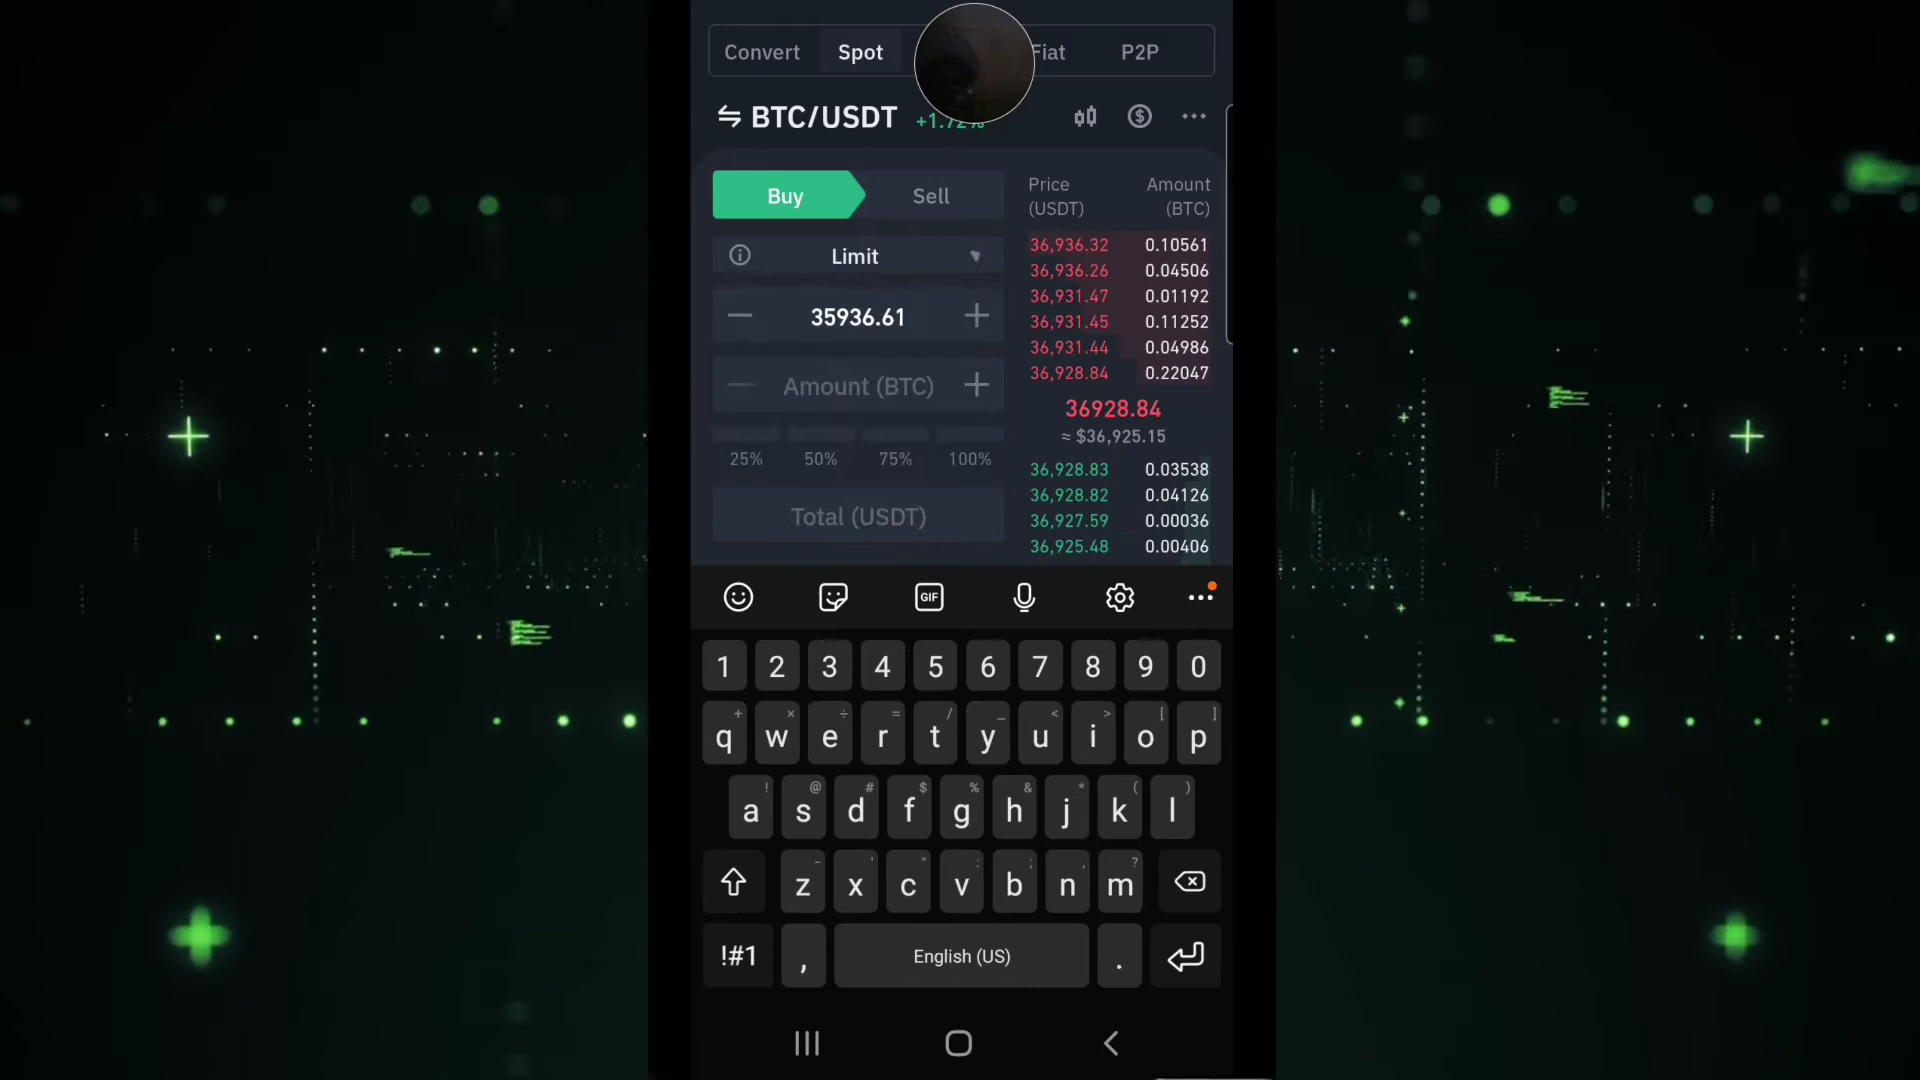 Convert Spot Fiat P2P
BTC/USDT +1.72%
Buy Sell
Limit
35936.61
Amount (BTC)
25% 50% 75% 100%
Total (USDT)
Price Amount
(USDT) (BTC)
36,936.32 0.10561
36,936.26 0.04506
36,931.47 0.01192
36,931.45 0.11252
36,931.44 0.04986
36,928.84 0.22047
36928.84
≈ $36,925.15
36,928.83 0.03538
36,928.82 0.04126
36,927.59 0.00036
36,925.48 0.00406
GIF
1 2 3 4 5 6 7 8 9 0
+ × ÷ = / _ < > [ ]
q w e r t y u i o p
! @ # $ % & * ( )
a s d f g h j k l
- ' " : ; , ?
z x c v b n m
!#1 , English (US) .